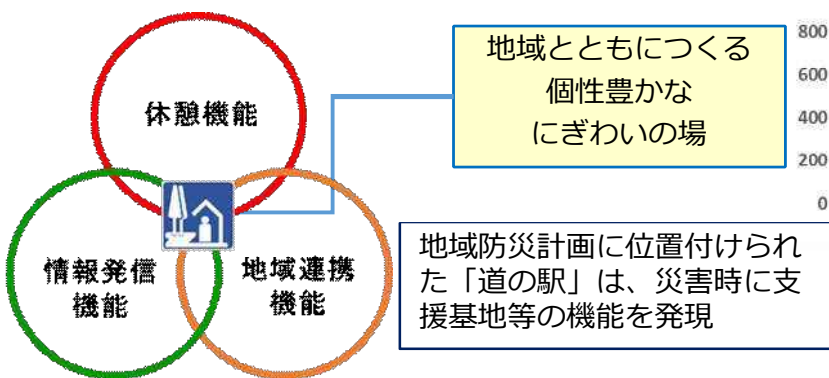 休憩機能
情報発信
機能
地域連携
機能
地域とともにつくる
個性豊かな
にぎわいの場
800
600
400
200
0
地域防災計画に位置付けられ
た「道の駅」は、災害時に支
援基地等の機能を発現